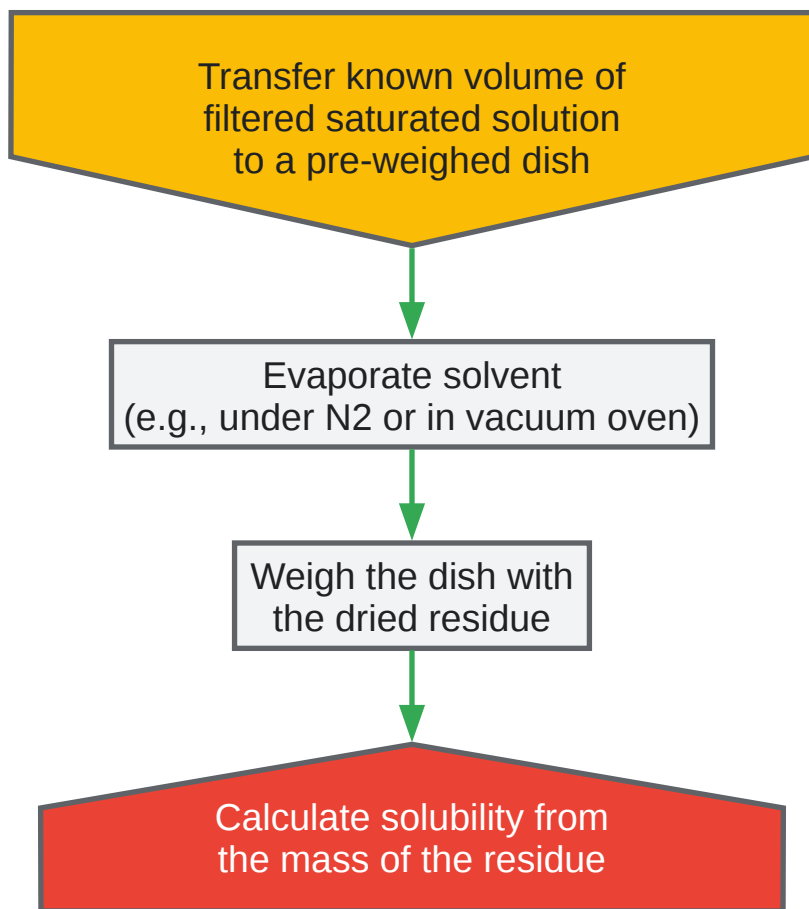 Transfer known volume of
filtered saturated solution
to a pre-weighed dish
Evaporate solvent
(e.g., under N2 or in vacuum oven)
Weigh the dish with
the dried residue
Calculate solubility from
the mass of the residue